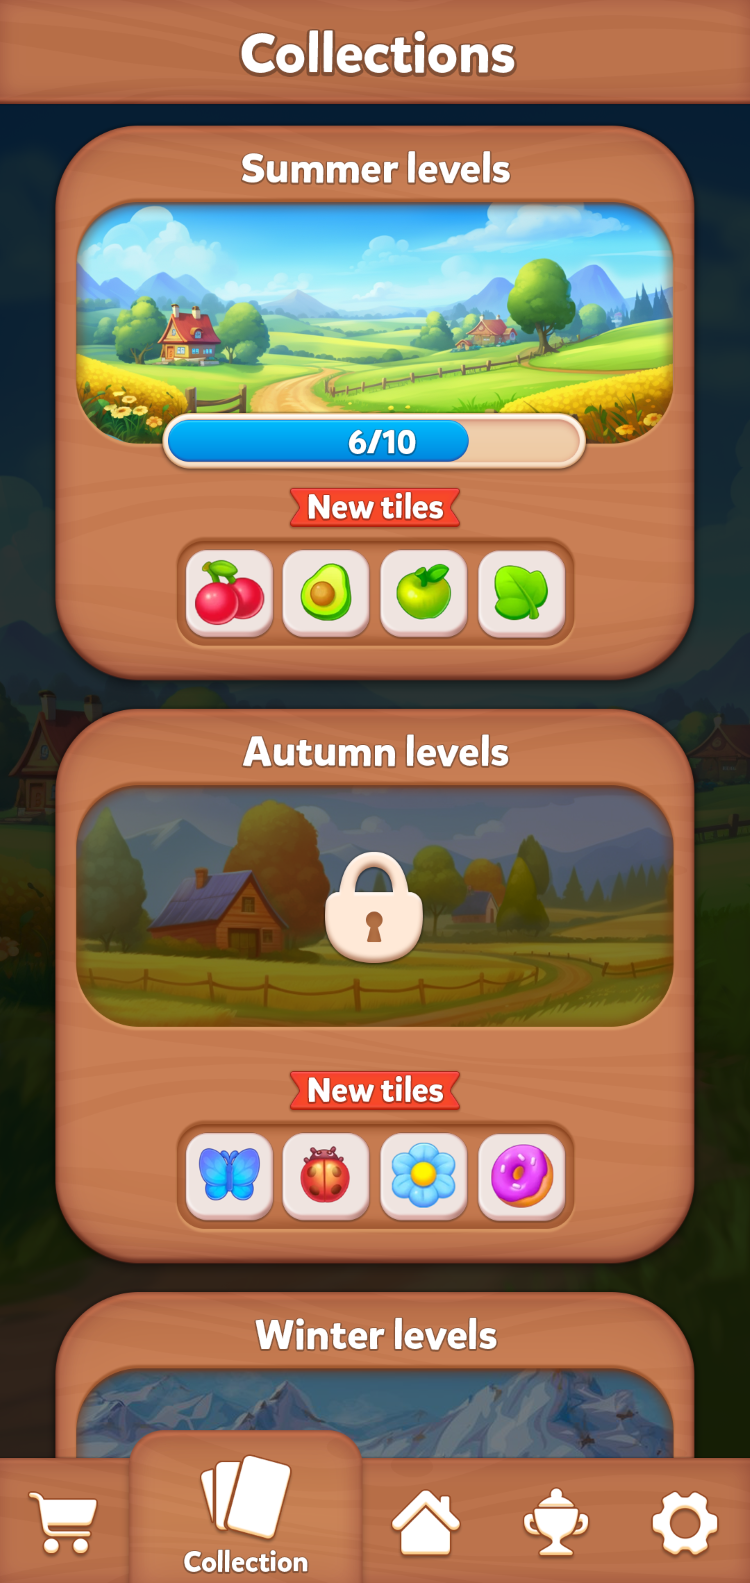 Collections
Summer levels
6/10
New tiles
Autumn levels
New tiles
Winter levels
Collection